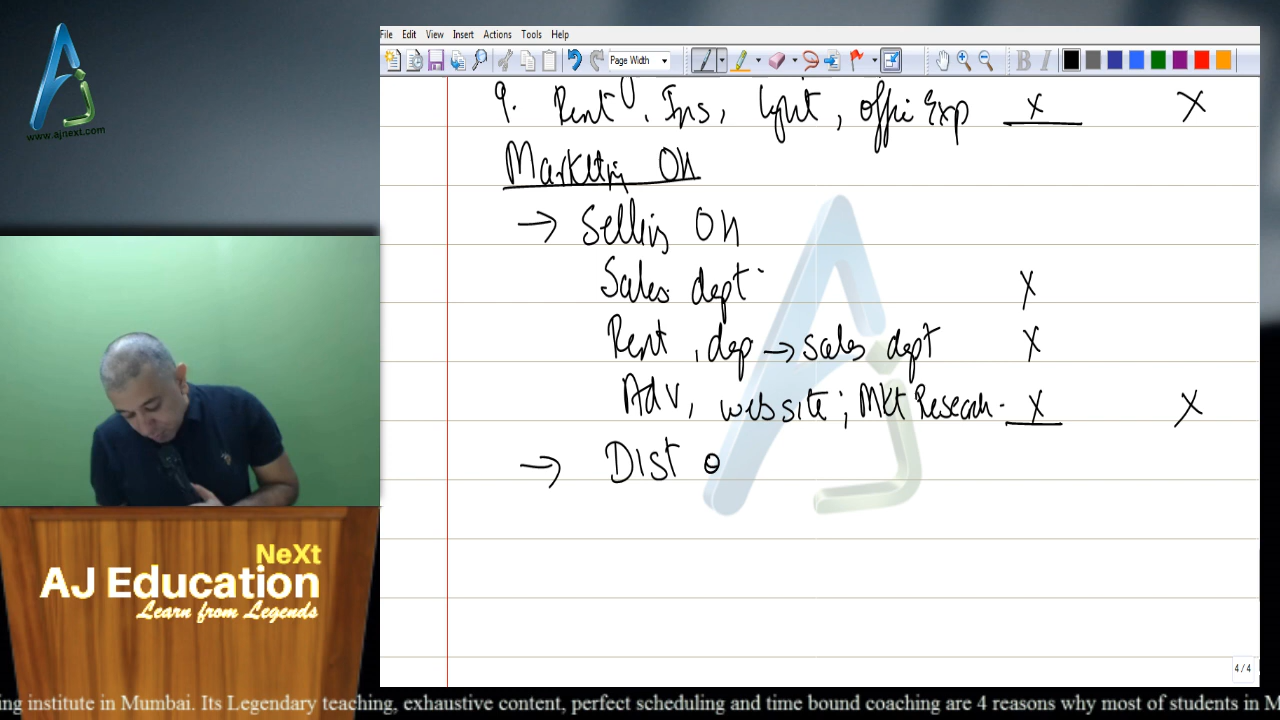 File Edit View Insert Actions Tools Help
Page Width
B I
9. Rent, Ins, light, offic Exp x x
Marketing OH
→ Selling OH
Sales dept x
Rent, dep → sales dept x
Adv, website; Mkt Research x x
→ Dist o
4/4
www.ajnext.com
NeXt
AJ Education
Learn from Legends
ing institute in Mumbai. Its Legendary teaching, exhaustive content, perfect scheduling and time bound coaching are 4 reasons why most of students in M